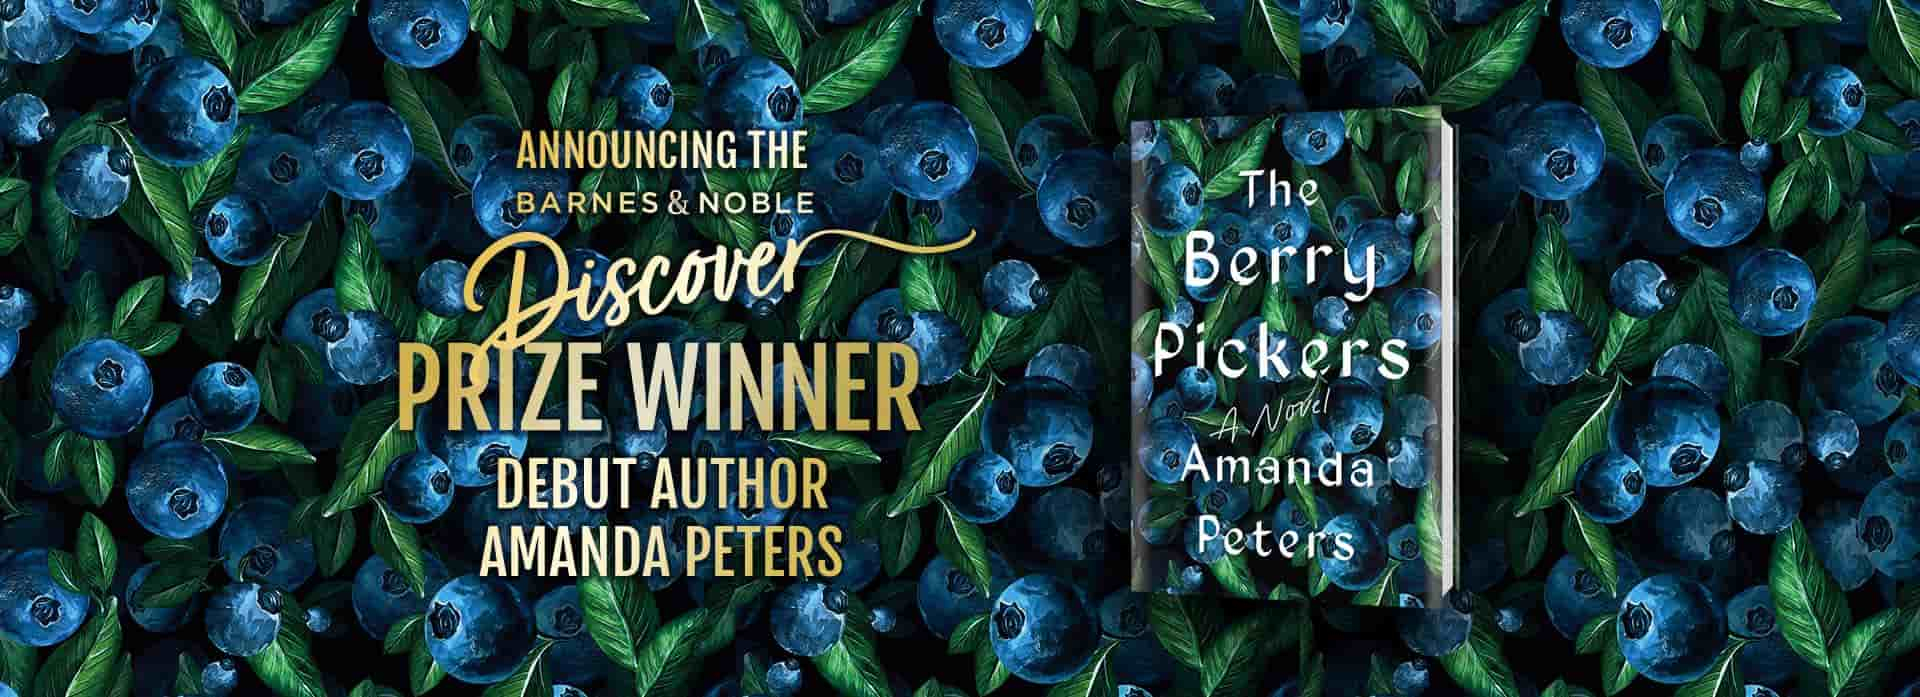 ANNOUNCING THE
BARNES & NOBLE
Discover
PRIZE WINNER
DEBUT AUTHOR
AMANDA PETERS
The
Berry
Pickers
A Novel
Amanda
Peters